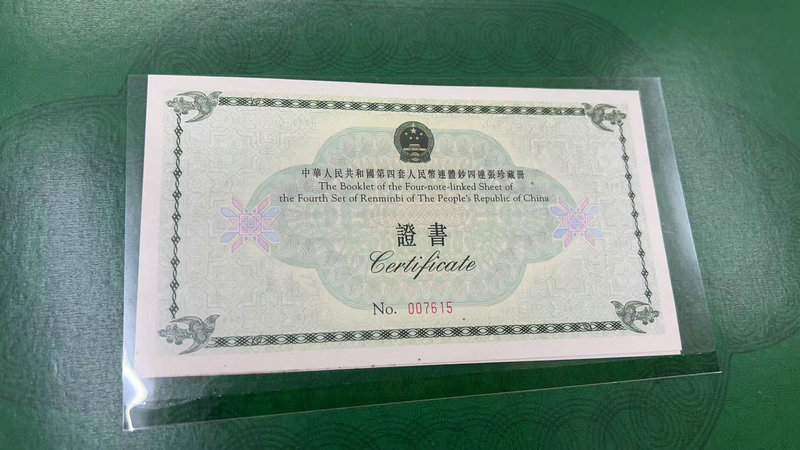 中華人民共和國第四套人民幣連體鈔四連張珍藏冊
The Booklet of the Four-note-linked Sheet of
the Fourth Set of Renminbi of The People's Republic of China
證書
Certificate
No. 007615